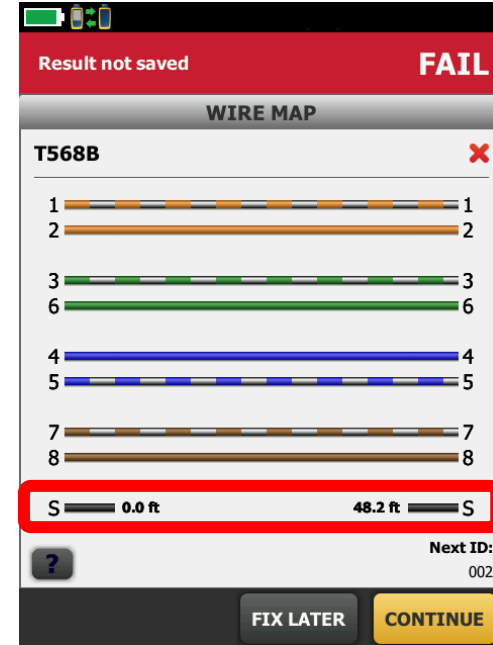 Result not saved FAIL
WIRE MAP
T568B
1 1
2 2
3 3
6 6
4 4
5 5
7 7
8 8
S 0.0 ft 48.2 ft S
? Next ID:
002
FIX LATER CONTINUE